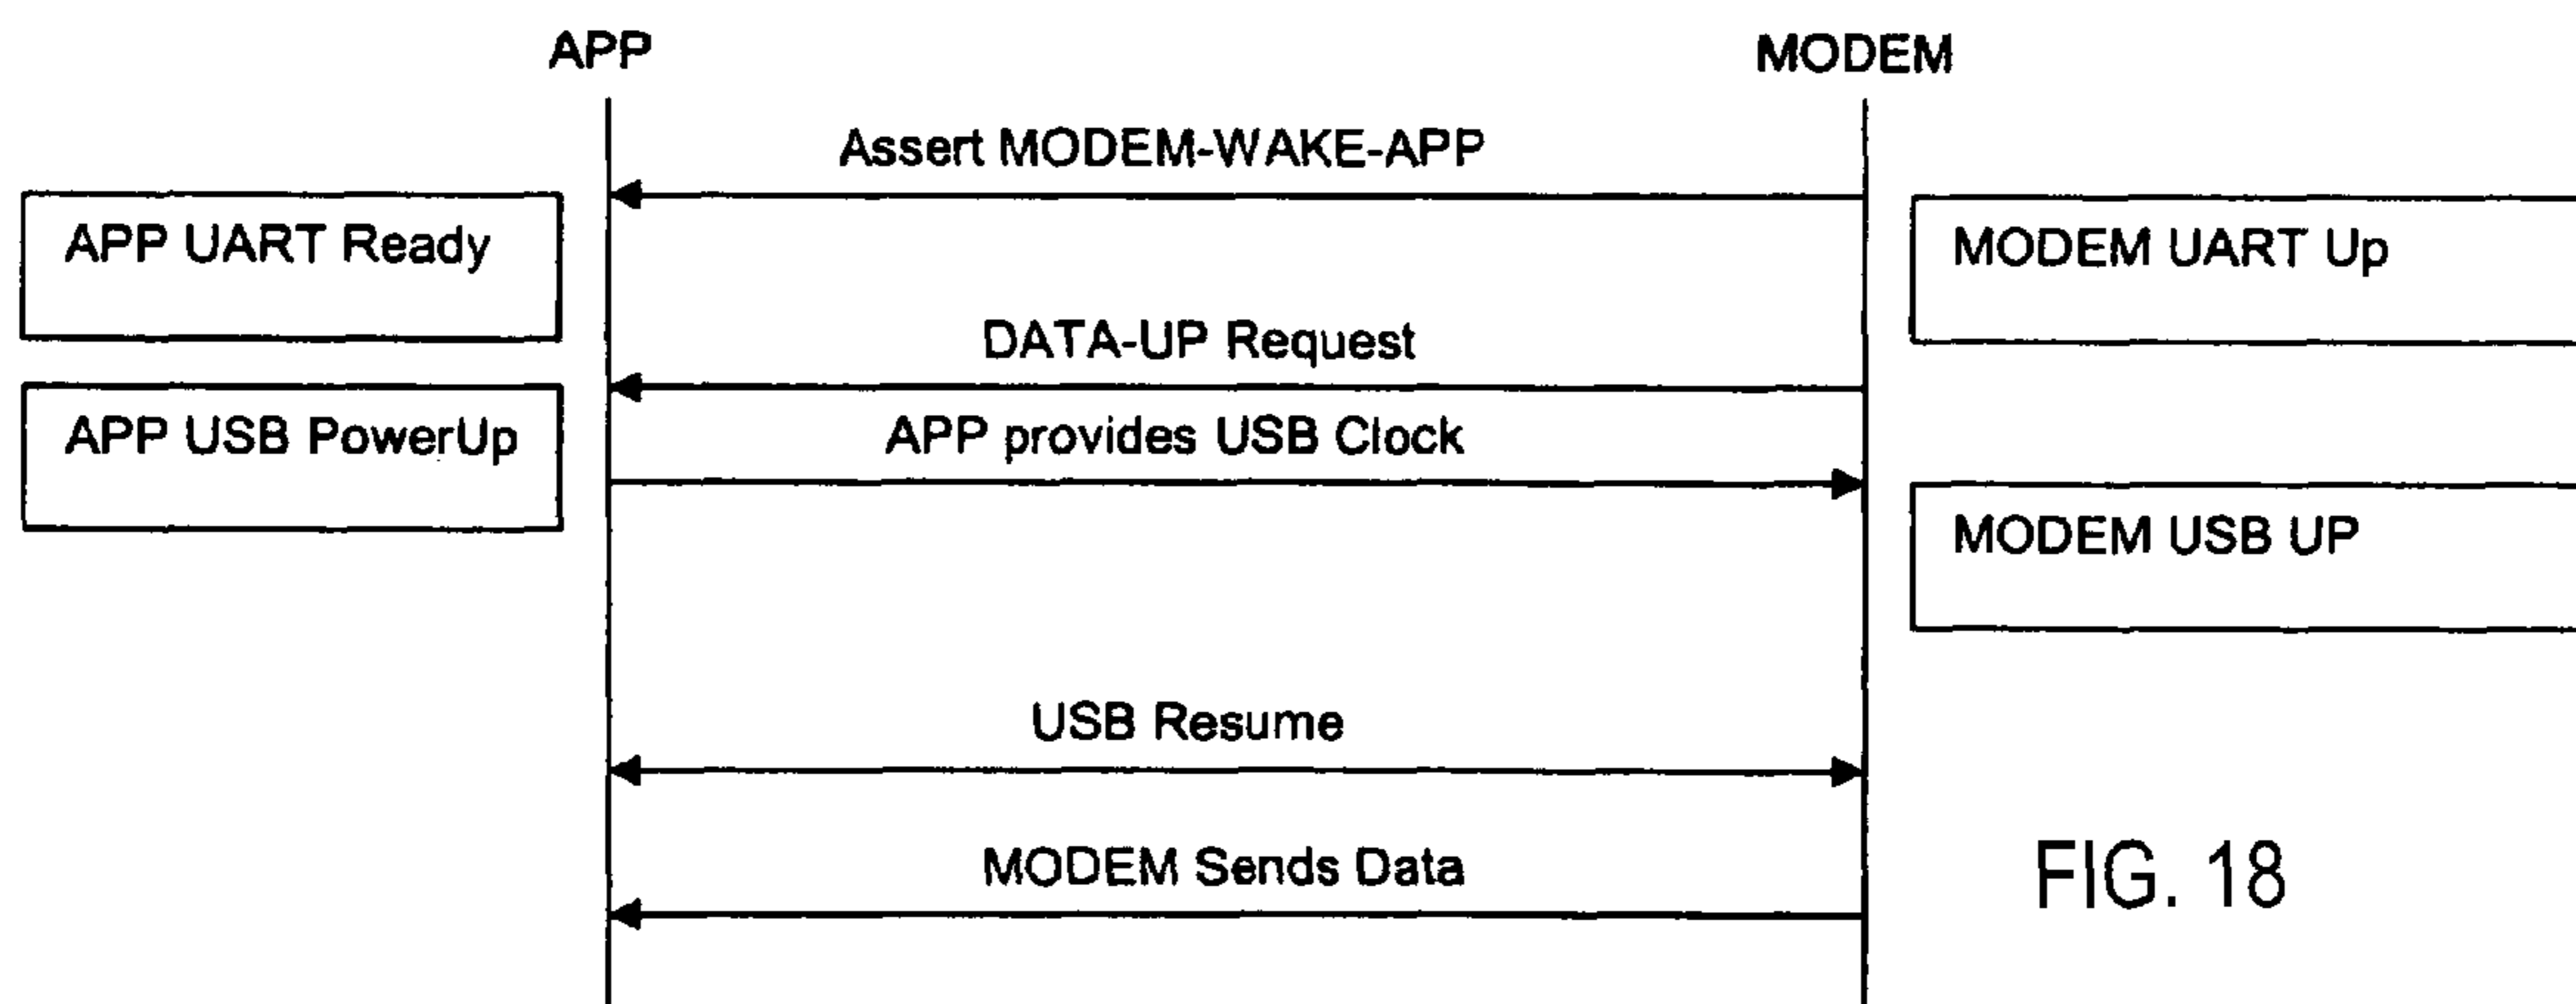 APP
MODEM
Assert MODEM-WAKE-APP
APP UART Ready
MODEM UART Up
DATA-UP Request
APP USB PowerUp
APP provides USB Clock
MODEM USB UP
USB Resume
MODEM Sends Data
FIG. 18